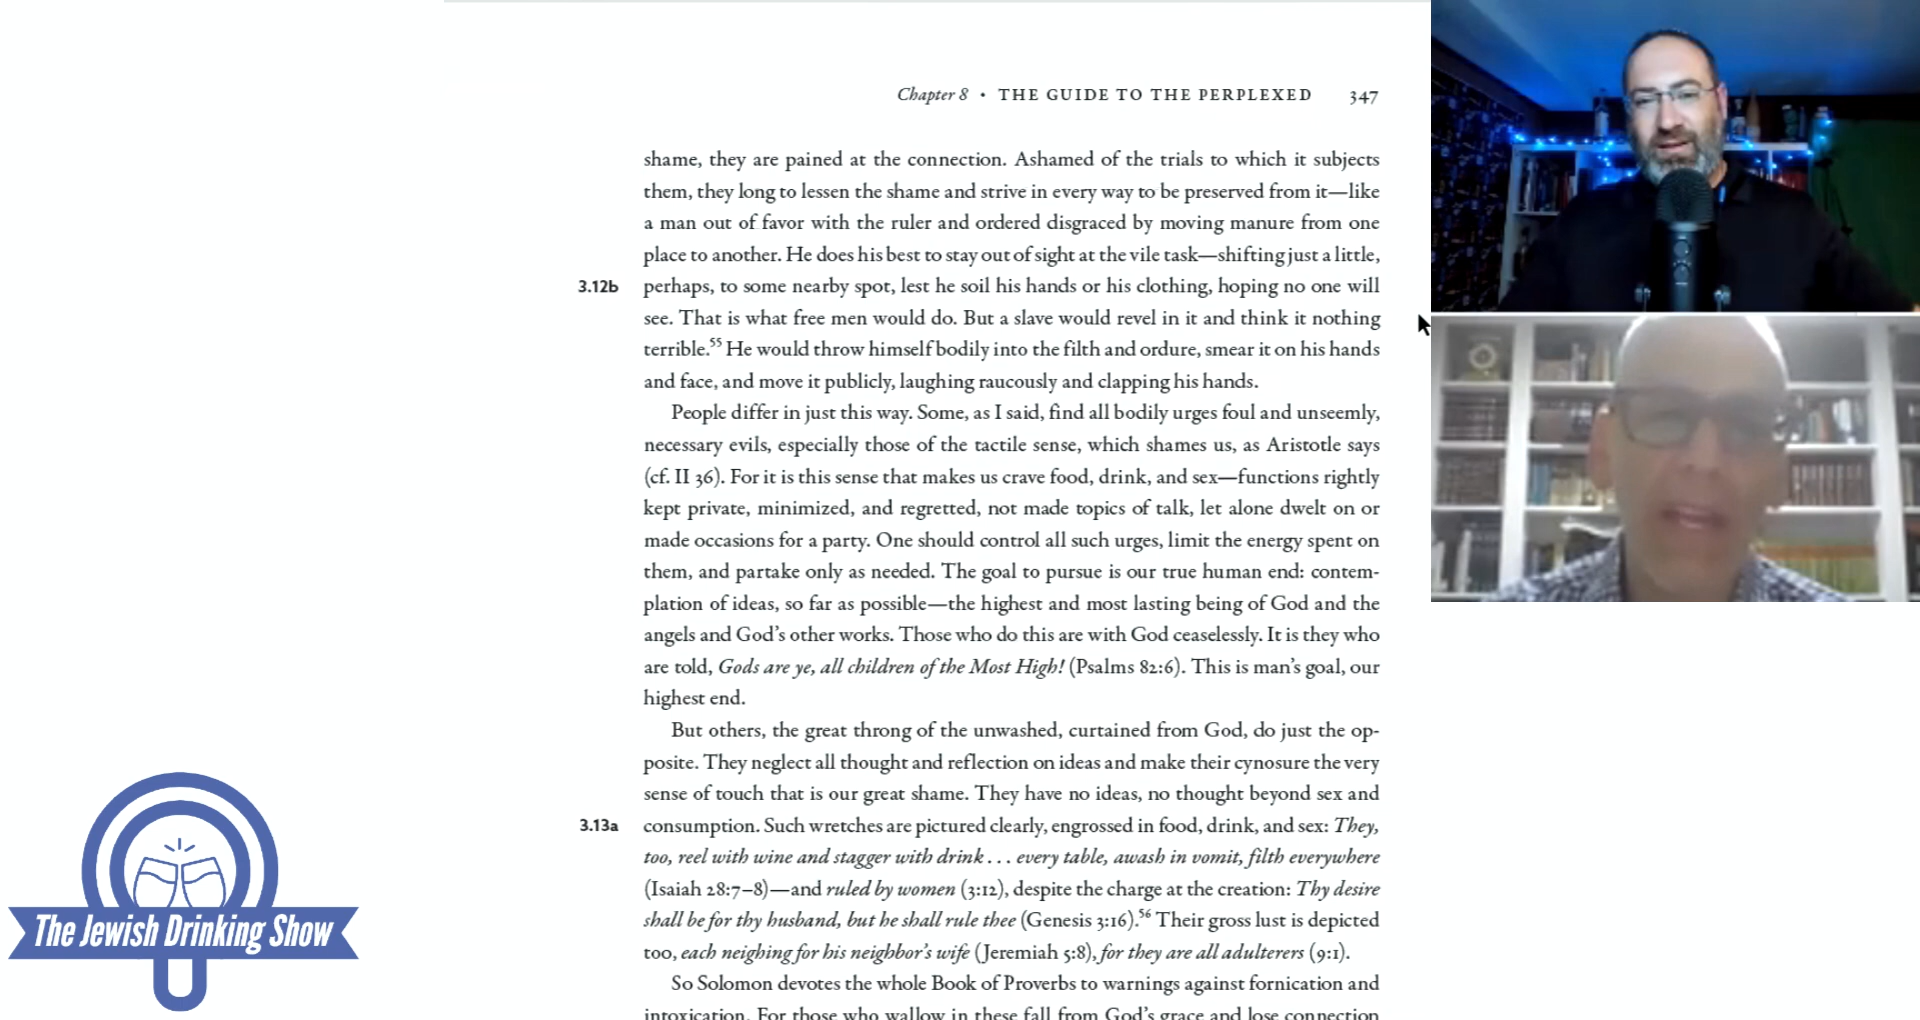 Chapter 8 • THE GUIDE TO THE PERPLEXED 347
shame, they are pained at the connection. Ashamed of the trials to which it subjects
them, they long to lessen the shame and strive in every way to be preserved from it—like
a man out of favor with the ruler and ordered disgraced by moving manure from one
place to another. He does his best to stay out of sight at the vile task—shifting just a little,
3.12b perhaps, to some nearby spot, lest he soil his hands or his clothing, hoping no one will
see. That is what free men would do. But a slave would revel in it and think it nothing
terrible.55 He would throw himself bodily into the filth and ordure, smear it on his hands
and face, and move it publicly, laughing raucously and clapping his hands.
People differ in just this way. Some, as I said, find all bodily urges foul and unseemly,
necessary evils, especially those of the tactile sense, which shames us, as Aristotle says
(cf. II 36). For it is this sense that makes us crave food, drink, and sex—functions rightly
kept private, minimized, and regretted, not made topics of talk, let alone dwelt on or
made occasions for a party. One should control all such urges, limit the energy spent on
them, and partake only as needed. The goal to pursue is our true human end: contem-
plation of ideas, so far as possible—the highest and most lasting being of God and the
angels and God's other works. Those who do this are with God ceaselessly. It is they who
are told, Gods are ye, all children of the Most High! (Psalms 82:6). This is man's goal, our
highest end.
But others, the great throng of the unwashed, curtained from God, do just the op-
posite. They neglect all thought and reflection on ideas and make their cynosure the very
sense of touch that is our great shame. They have no ideas, no thought beyond sex and
3.13a consumption. Such wretches are pictured clearly, engrossed in food, drink, and sex: They,
too, reel with wine and stagger with drink . . . every table, awash in vomit, filth everywhere
(Isaiah 28:7–8)—and ruled by women (3:12), despite the charge at the creation: Thy desire
shall be for thy husband, but he shall rule thee (Genesis 3:16).56 Their gross lust is depicted
too, each neighing for his neighbor's wife (Jeremiah 5:8), for they are all adulterers (9:1).
So Solomon devotes the whole Book of Proverbs to warnings against fornication and
intoxication. For those who wallow in these fall from God's grace and lose connection
The Jewish Drinking Show